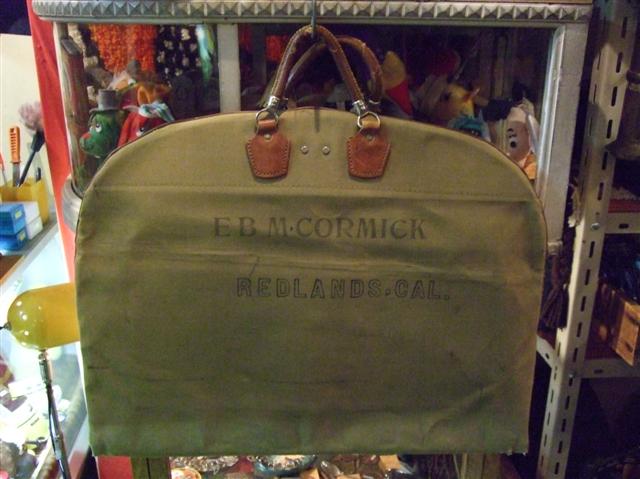 E B M·CORMICK
REDLANDS, CAL.